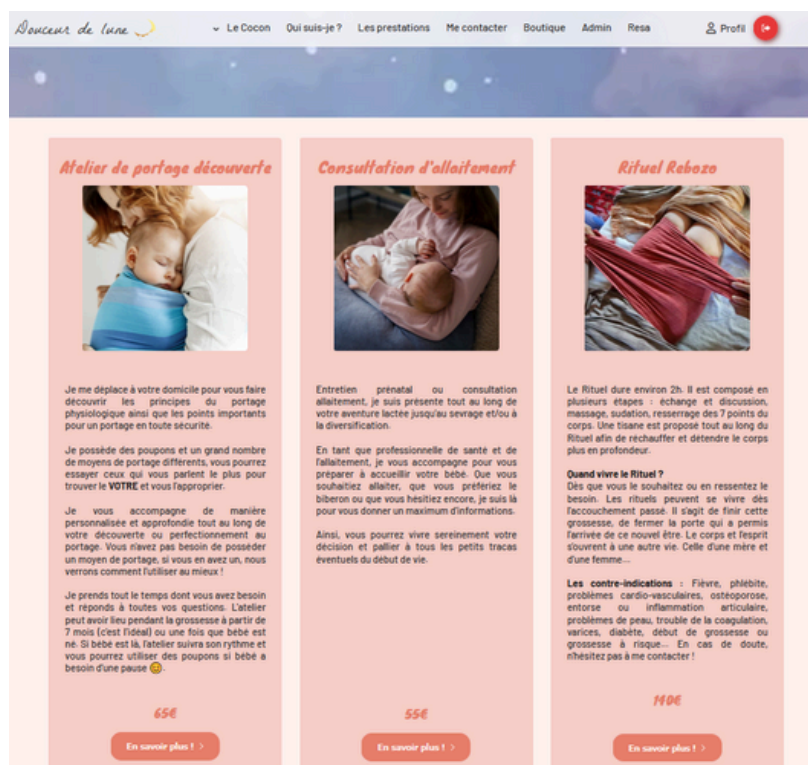 Douceur de lune
Le Cocon Qui suis-je ? Les prestations Me contacter Boutique Admin Resa Profil
Atelier de portage découverte
Je me déplace à votre domicile pour vous faire
découvrir les principes du portage
physiologique ainsi que les points importants
pour un portage en toute sécurité.
Je possède des poupons et un grand nombre
de moyens de portage différents, vous pourrez
essayer ceux qui vous parlent le plus pour
trouver le VOTRE et vous l'approprier.
Je vous accompagne de manière
personnalisée et approfondie tout au long de
votre découverte ou perfectionnement au
portage. Vous n'avez pas besoin de posséder
un moyen de portage, si vous en avez un, nous
verrons comment l'utiliser au mieux !
Je prends tout le temps dont vous avez besoin
et réponds à toutes vos questions. L'atelier
peut avoir lieu pendant la grossesse à partir de
7 mois (c'est l'idéal) ou une fois que bébé est
né. Si bébé est là, l'atelier suivra son rythme et
vous pourrez utiliser des poupons si bébé a
besoin d'une pause 😊.
65€
En savoir plus ! >
Consultation d'allaitement
Entretien prénatal ou consultation
allaitement, je suis présente tout au long de
votre aventure lactée jusqu'au sevrage et/ou à
la diversification.
En tant que professionnelle de santé et de
l'allaitement, je vous accompagne pour vous
préparer à accueillir votre bébé. Que vous
souhaitiez allaiter, que vous préfériez le
biberon ou que vous hésitiez encore, je suis là
pour vous donner un maximum d'informations.
Ainsi, vous pourrez vivre sereinement votre
décision et pallier à tous les petits tracas
éventuels du début de vie.
55€
En savoir plus ! >
Rituel Rebozo
Le Rituel dure environ 2h. Il est composé en
plusieurs étapes : échange et discussion,
massage, sudation, resserrage des 7 points du
corps. Une tisane est proposé tout au long du
Rituel afin de réchauffer et détendre le corps
plus en profondeur.
Quand vivre le Rituel ?
Dès que vous le souhaitez ou en ressentez le
besoin. Les rituels peuvent se vivre dès
l'accouchement passé. Il s'agit de finir cette
grossesse, de fermer la porte qui a permis
l'arrivée de ce nouvel être. Le corps et l'esprit
s'ouvrent à une autre vie. Celle d'une mère et
d'une femme...
Les contre-indications : Fièvre, phlébite,
problèmes cardio-vasculaires, ostéoporose,
entorse ou inflammation articulaire,
problèmes de peau, trouble de la coagulation,
varices, diabète, début de grossesse ou
grossesse à risque... En cas de doute,
n'hésitez pas à me contacter !
140€
En savoir plus ! >